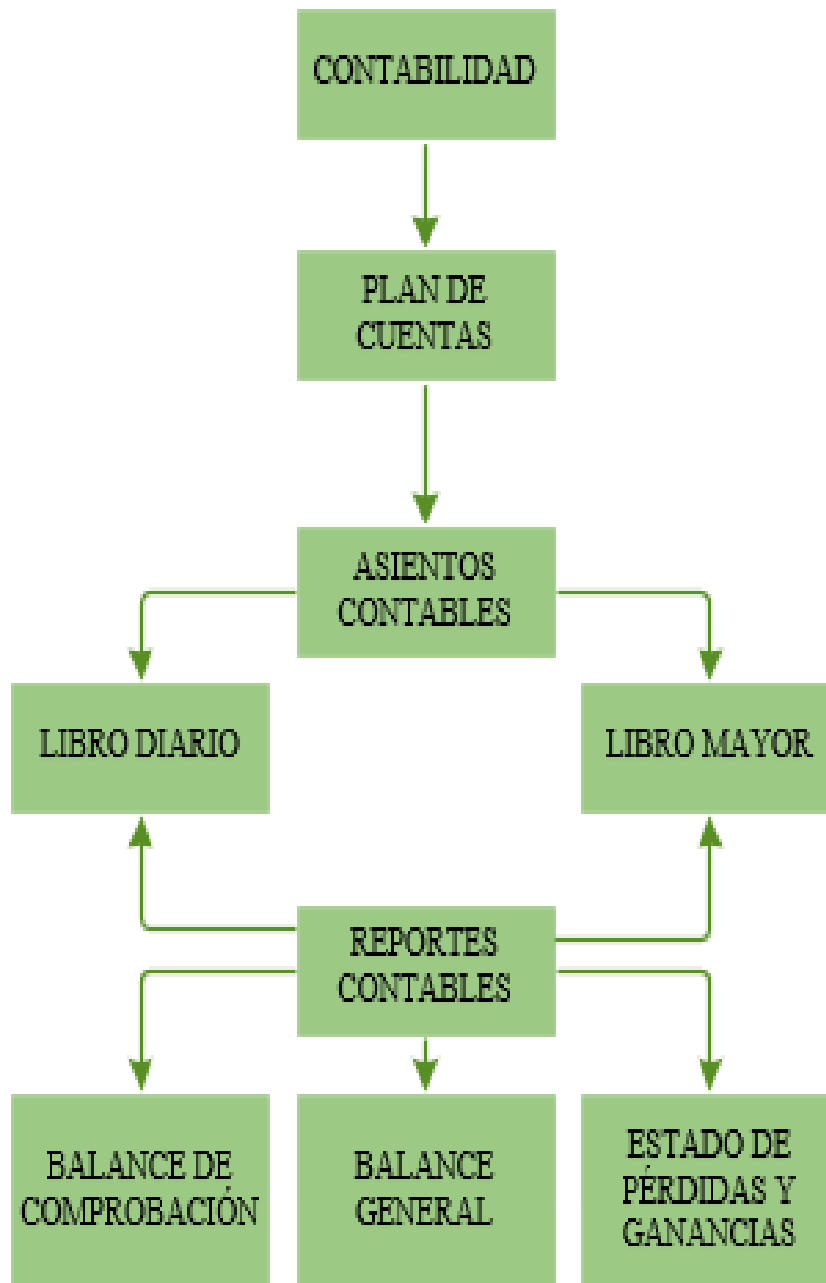 CONTABILIDAD
PLAN DE
CUENTAS
ASIENTOS
CONTABLES
LIBRO DIARIO
LIBRO MAYOR
REPORTES
CONTABLES
BALANCE DE
COMPROBACIÓN
BALANCE
GENERAL
ESTADO DE
PÉRDIDAS Y
GANANCIAS